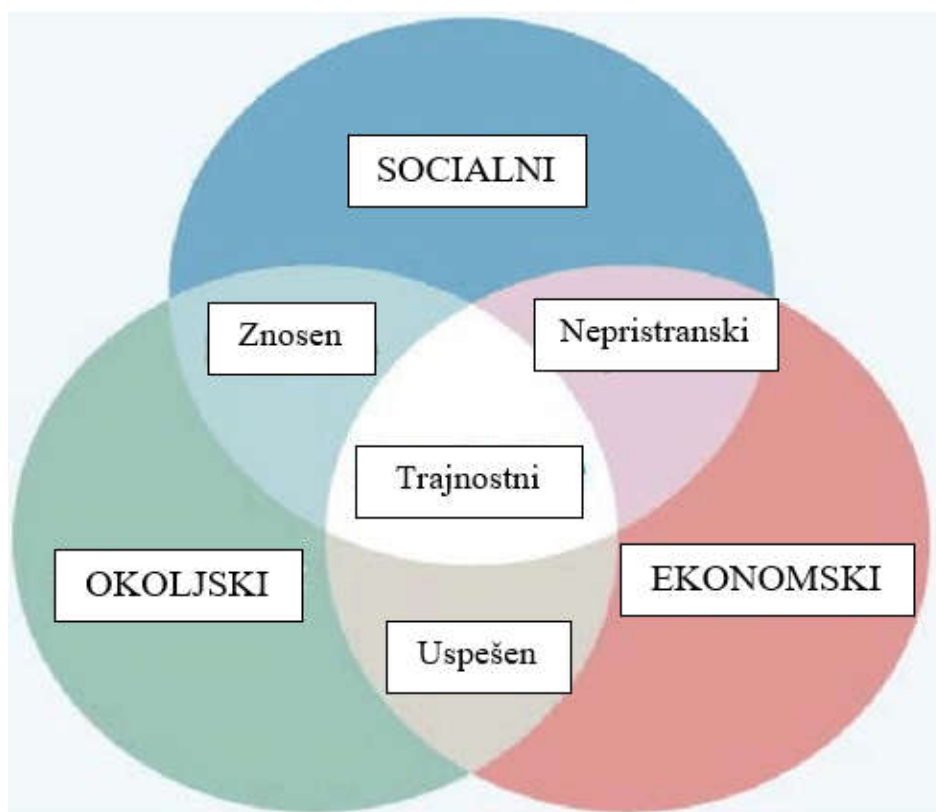 SOCIALNI
Znosen
Nepristranski
Trajnostni
OKOLJSKI
EKONOMSKI
Uspešen